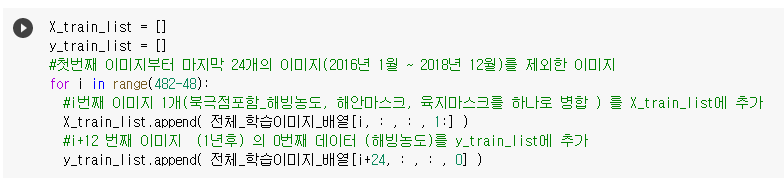 X_train_list = []
y_train_list = []
#첫번째 이미지부터 마지막 24개의 이미지(2016년 1월 ~ 2018년 12월)를 제외한 이미지
for i in range(482-48):
#i번째 이미지 1개(북극점포함_해빙농도, 해안마스크, 육지마스크를 하나로 병합 ) 를 X_train_list에 추가
X_train_list.append( 전체_학습이미지_배열[i, : , : , 1:] )
#i+12 번째 이미지 (1년후) 의 0번째 데이터 (해빙농도)를 y_train_list에 추가
y_train_list.append( 전체_학습이미지_배열[i+24, : , : , 0] )